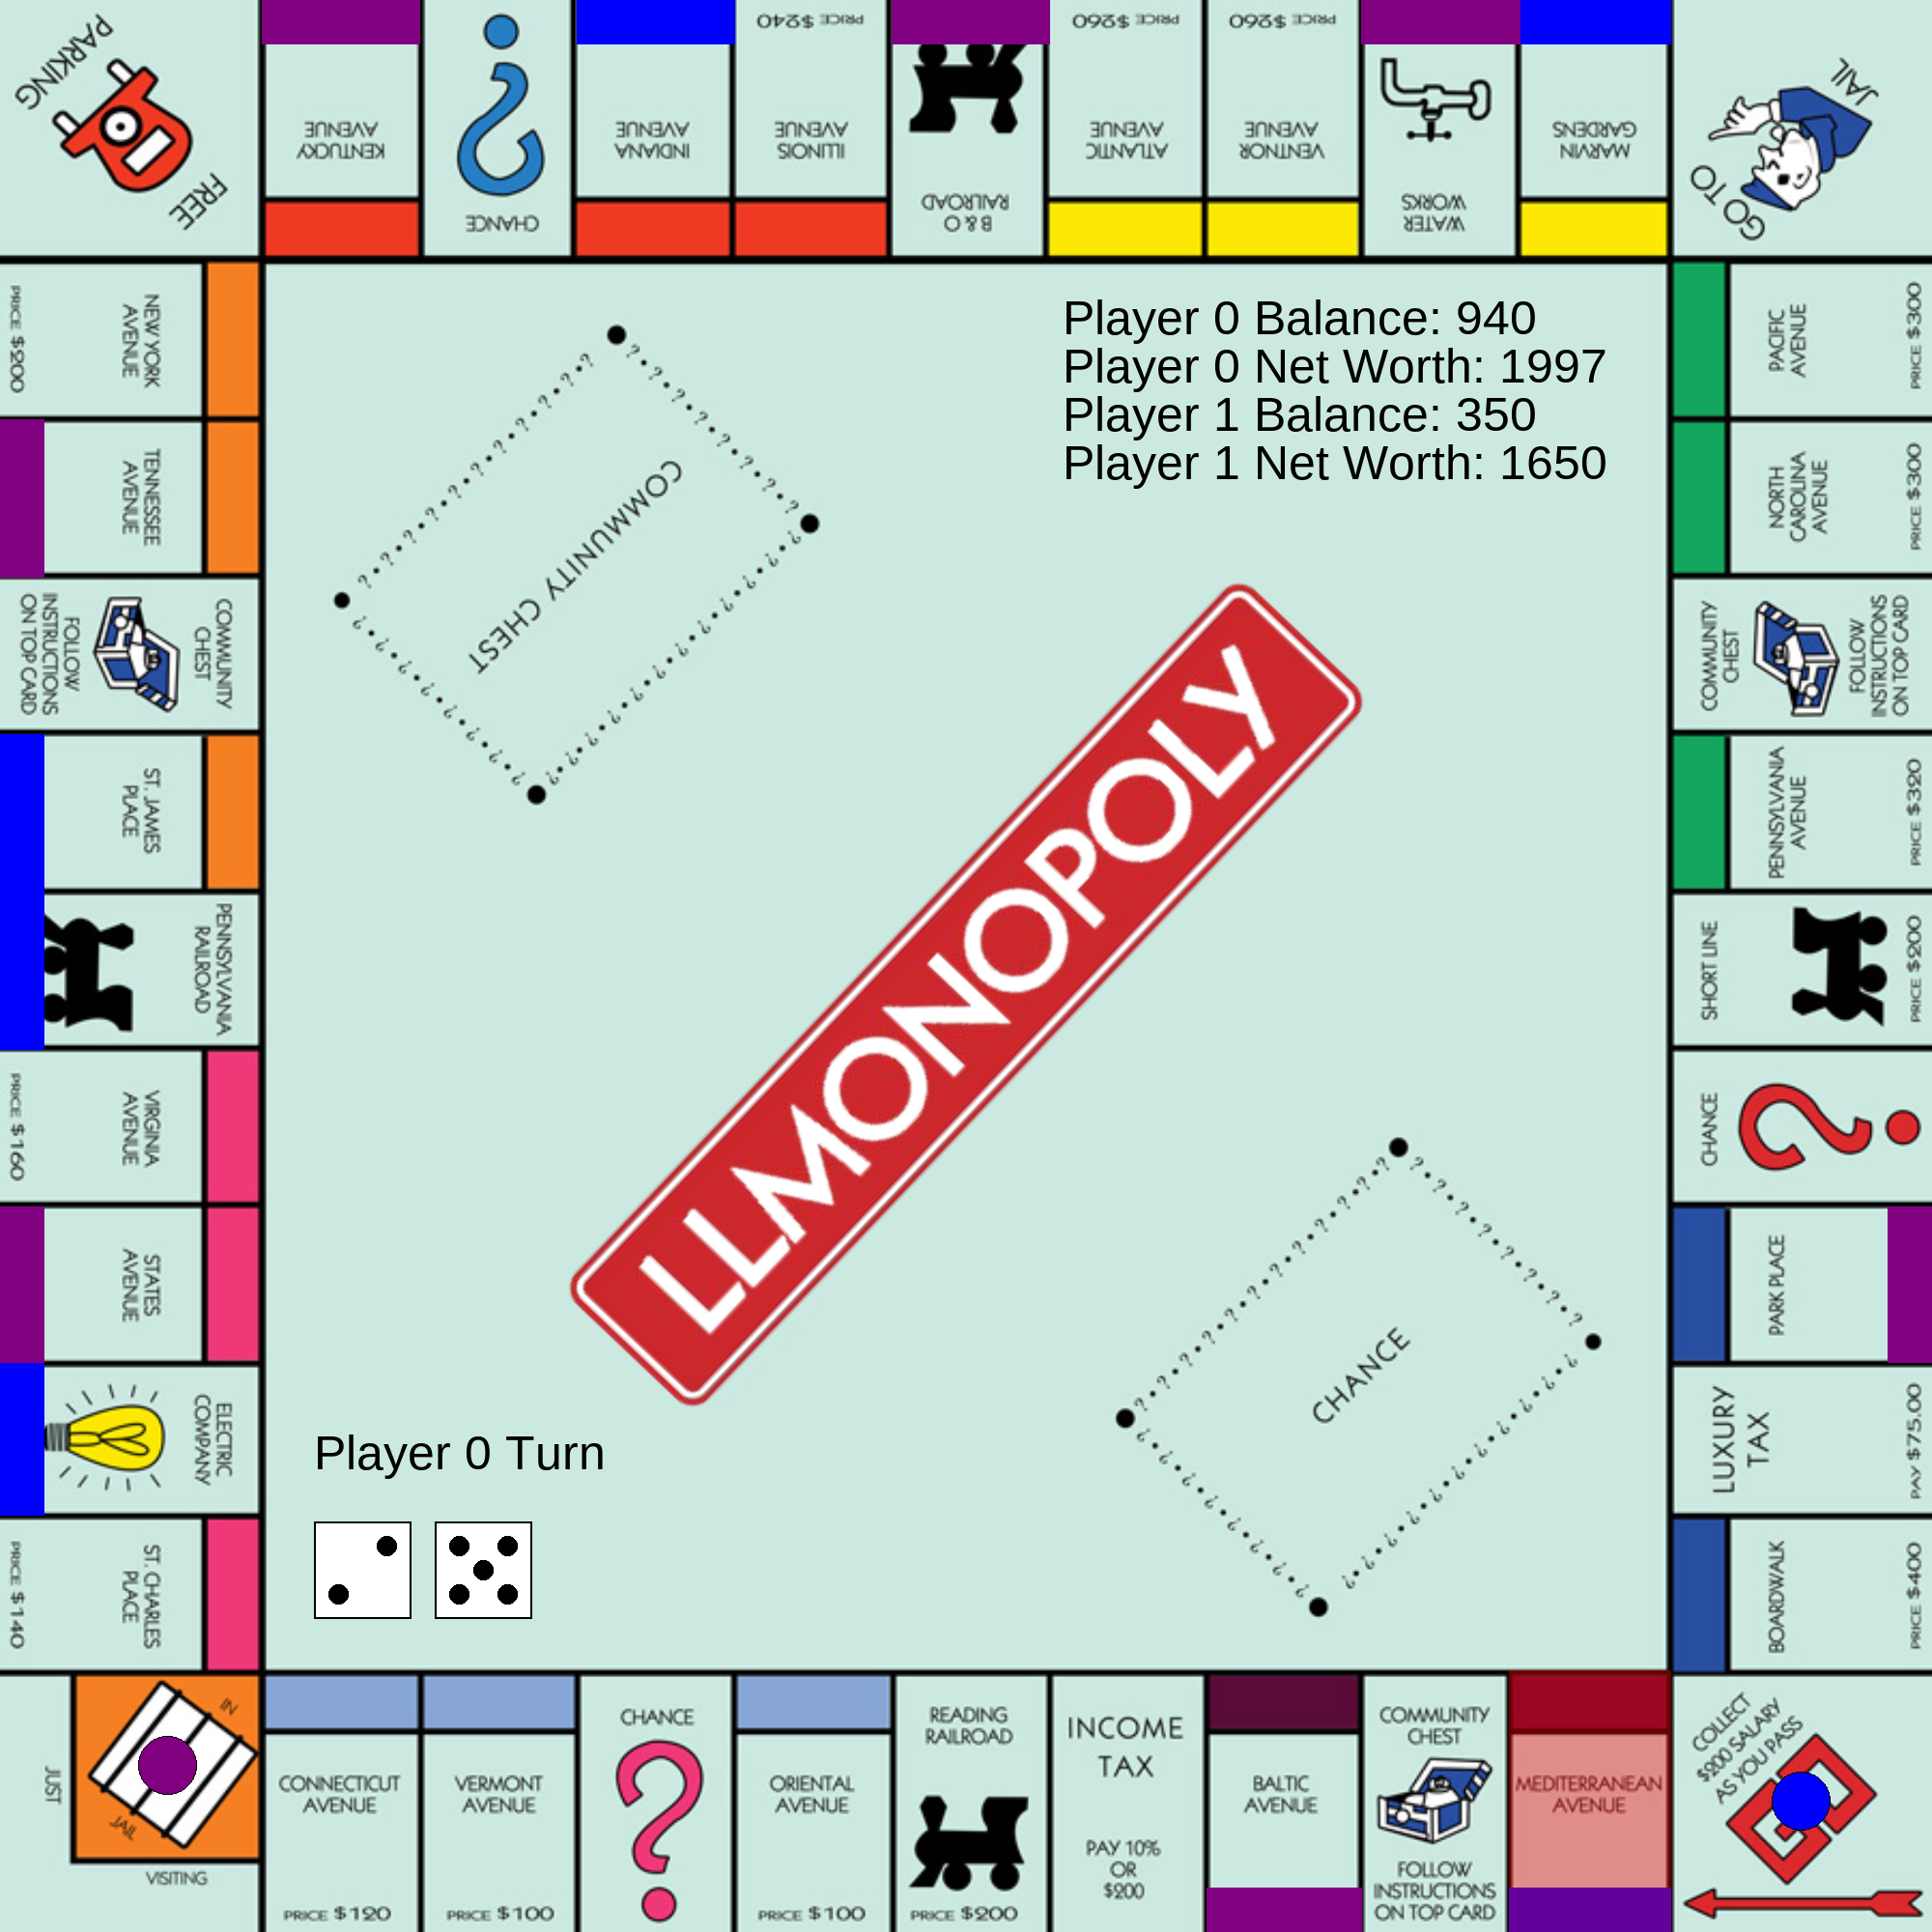 FREE
PARKING
KENTUCKY
AVENUE
CHANCE
INDIANA
AVENUE
ILLINOIS
AVENUE
PRICE $240
B & O
RAILROAD
ATLANTIC
AVENUE
PRICE $260
VENTNOR
AVENUE
PRICE $260
WATER
WORKS
MARVIN
GARDENS
GO TO
JAIL
NEW YORK
AVENUE
PRICE $200
TENNESSEE
AVENUE
COMMUNITY
CHEST
FOLLOW
INSTRUCTIONS
ON TOP CARD
ST. JAMES
PLACE
PENNSYLVANIA
RAILROAD
VIRGINIA
AVENUE
PRICE $160
STATES
AVENUE
ELECTRIC
COMPANY
ST. CHARLES
PLACE
PRICE $140
Player 0 Balance: 940
Player 0 Net Worth: 1997
Player 1 Balance: 350
Player 1 Net Worth: 1650
COMMUNITY CHEST
LLMONOPOLY
CHANCE
Player 0 Turn
PACIFIC
AVENUE
PRICE $300
NORTH
CAROLINA
AVENUE
PRICE $300
COMMUNITY
CHEST
FOLLOW
INSTRUCTIONS
ON TOP CARD
PENNSYLVANIA
AVENUE
PRICE $320
SHORT LINE
PRICE $200
CHANCE
PARK PLACE
LUXURY
TAX
PAY $75.00
BOARDWALK
PRICE $400
IN
JAIL
JUST
VISITING
CONNECTICUT
AVENUE
PRICE $120
VERMONT
AVENUE
PRICE $100
CHANCE
ORIENTAL
AVENUE
PRICE $100
READING
RAILROAD
PRICE $200
INCOME
TAX
PAY 10%
OR
$200
BALTIC
AVENUE
COMMUNITY
CHEST
FOLLOW
INSTRUCTIONS
ON TOP CARD
MEDITERRANEAN
AVENUE
COLLECT
$200 SALARY
AS YOU PASS